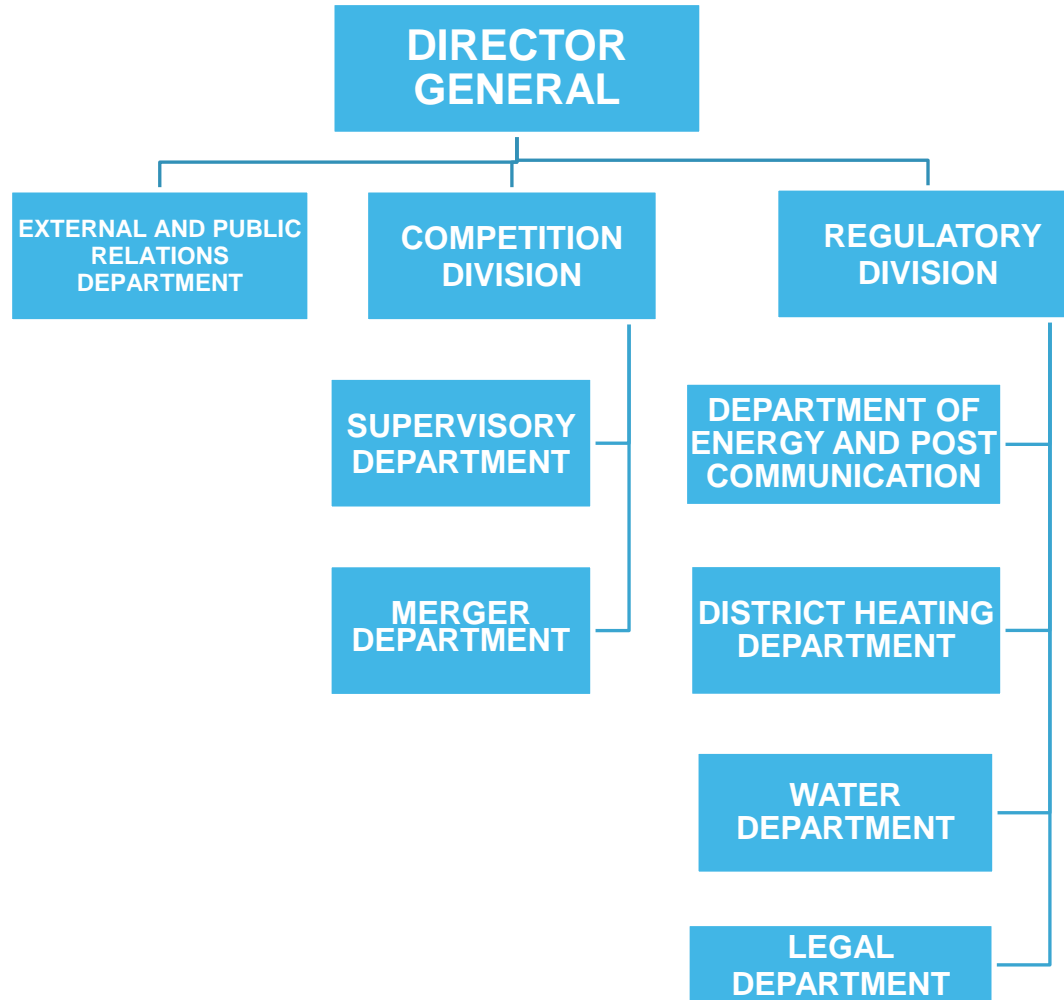 DIRECTOR
GENERAL
EXTERNAL AND PUBLIC
RELATIONS
DEPARTMENT
COMPETITION
DIVISION
REGULATORY
DIVISION
SUPERVISORY
DEPARTMENT
MERGER
DEPARTMENT
DEPARTMENT OF
ENERGY AND POST
COMMUNICATION
DISTRICT HEATING
DEPARTMENT
WATER
DEPARTMENT
LEGAL
DEPARTMENT